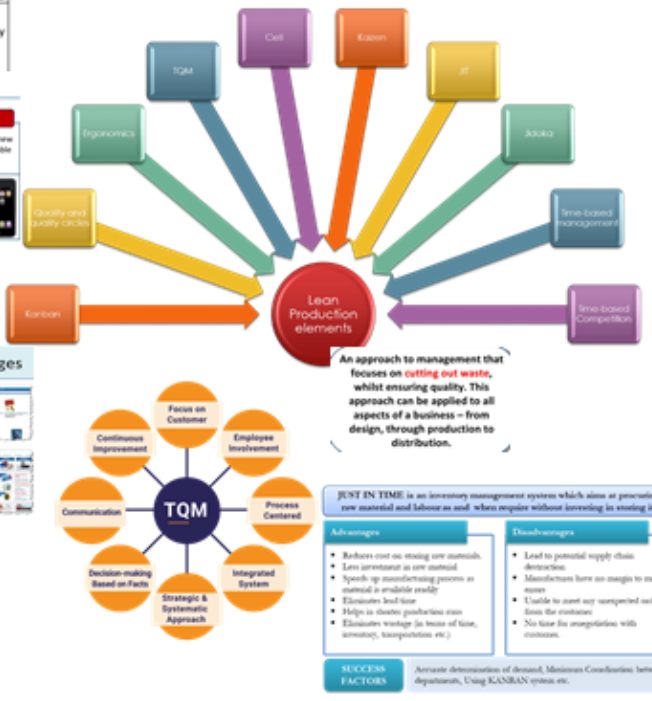 Cell
Kaizen
TQM
JIT
Ergonomics
Jidoka
Quality and
quality circles
Time-based
management
Kanban
Time-based
Competition
Lean
Production
elements
ges
An approach to management that
focuses on cutting out waste,
whilst ensuring quality. This
approach can be applied to all
aspects of a business – from
design, through production to
distribution.
Focus on
Customer
Continuous
Improvement
Employee
Involvement
Communication
TQM
Process
Centered
Decision-making
Based on Facts
Integrated
System
Strategic &
Systematic
Approach
JUST IN TIME is an inventory management system which aims at procuri
raw material and labour as and when require without investing in storing i
Advantages
Disadvantages
Reduces cost on storing raw materials.
Less investment in raw material
Speeds up manufacturing process as
material is available readily
Eliminates lead time
Helps in shorter production runs
Eliminates wastage (in terms of time,
inventory, transportation etc.)
Lead to potential supply chain
destruction
Manufacture have no margin to
Unable to meet any unexpected
from the customer
No time for renegotiation with
customer.
SUCCESS
FACTORS
Accurate determination of demand, Maximum Coordination betw
departments, Using KANBAN system etc.